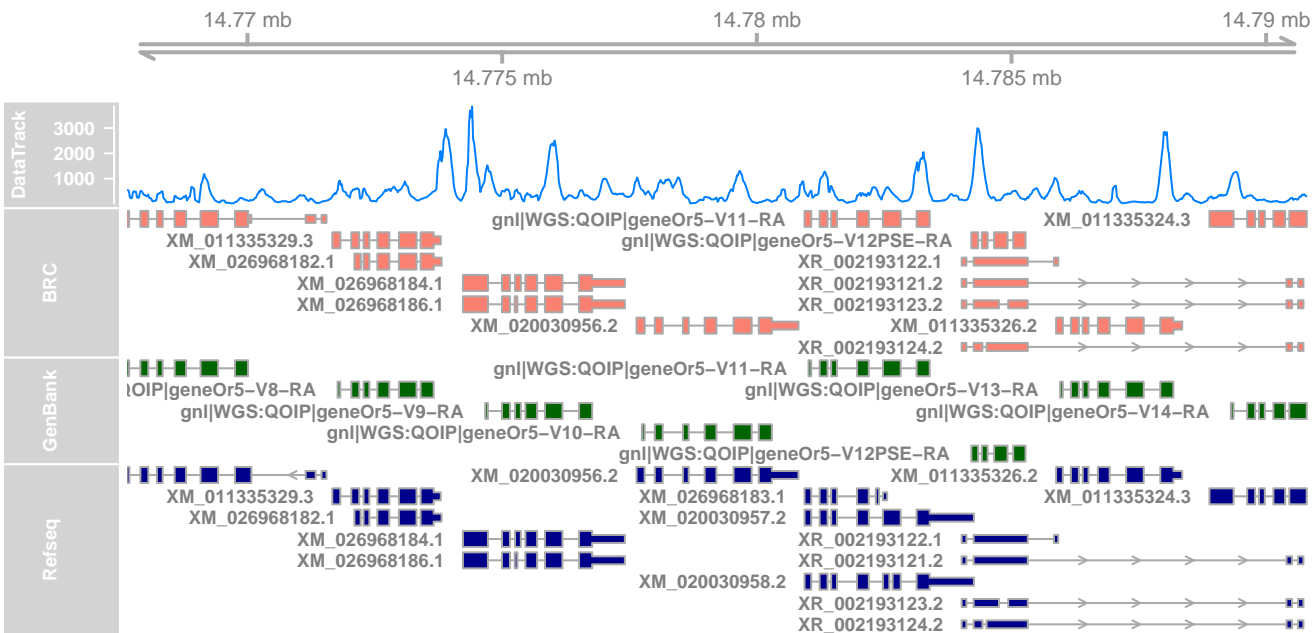 14.77 mb 14.78 mb 14.79 mb
14.775 mb 14.785 mb
DataTrack
3000
2000
1000
BRC
gnl|WGS:QOIP|geneOr5−V11−RA XM_011335324.3
XM_011335329.3 gnl|WGS:QOIP|geneOr5−V12PSE−RA
XM_026968182.1 XR_002193122.1
XM_026968184.1 XR_002193121.2
XM_026968186.1 XR_002193123.2
XM_020030956.2 XM_011335326.2
XR_002193124.2
GenBank
gnl|WGS:QOIP|geneOr5−V11−RA
QOIP|geneOr5−V8−RA gnl|WGS:QOIP|geneOr5−V13−RA
gnl|WGS:QOIP|geneOr5−V9−RA gnl|WGS:QOIP|geneOr5−V14−RA
gnl|WGS:QOIP|geneOr5−V10−RA
gnl|WGS:QOIP|geneOr5−V12PSE−RA
Refseq
XM_020030956.2 XM_011335326.2
XM_011335329.3 XM_026968183.1 XM_011335324.3
XM_026968182.1 XM_020030957.2
XM_026968184.1 XR_002193122.1
XM_026968186.1 XR_002193121.2
XM_020030958.2
XR_002193123.2
XR_002193124.2